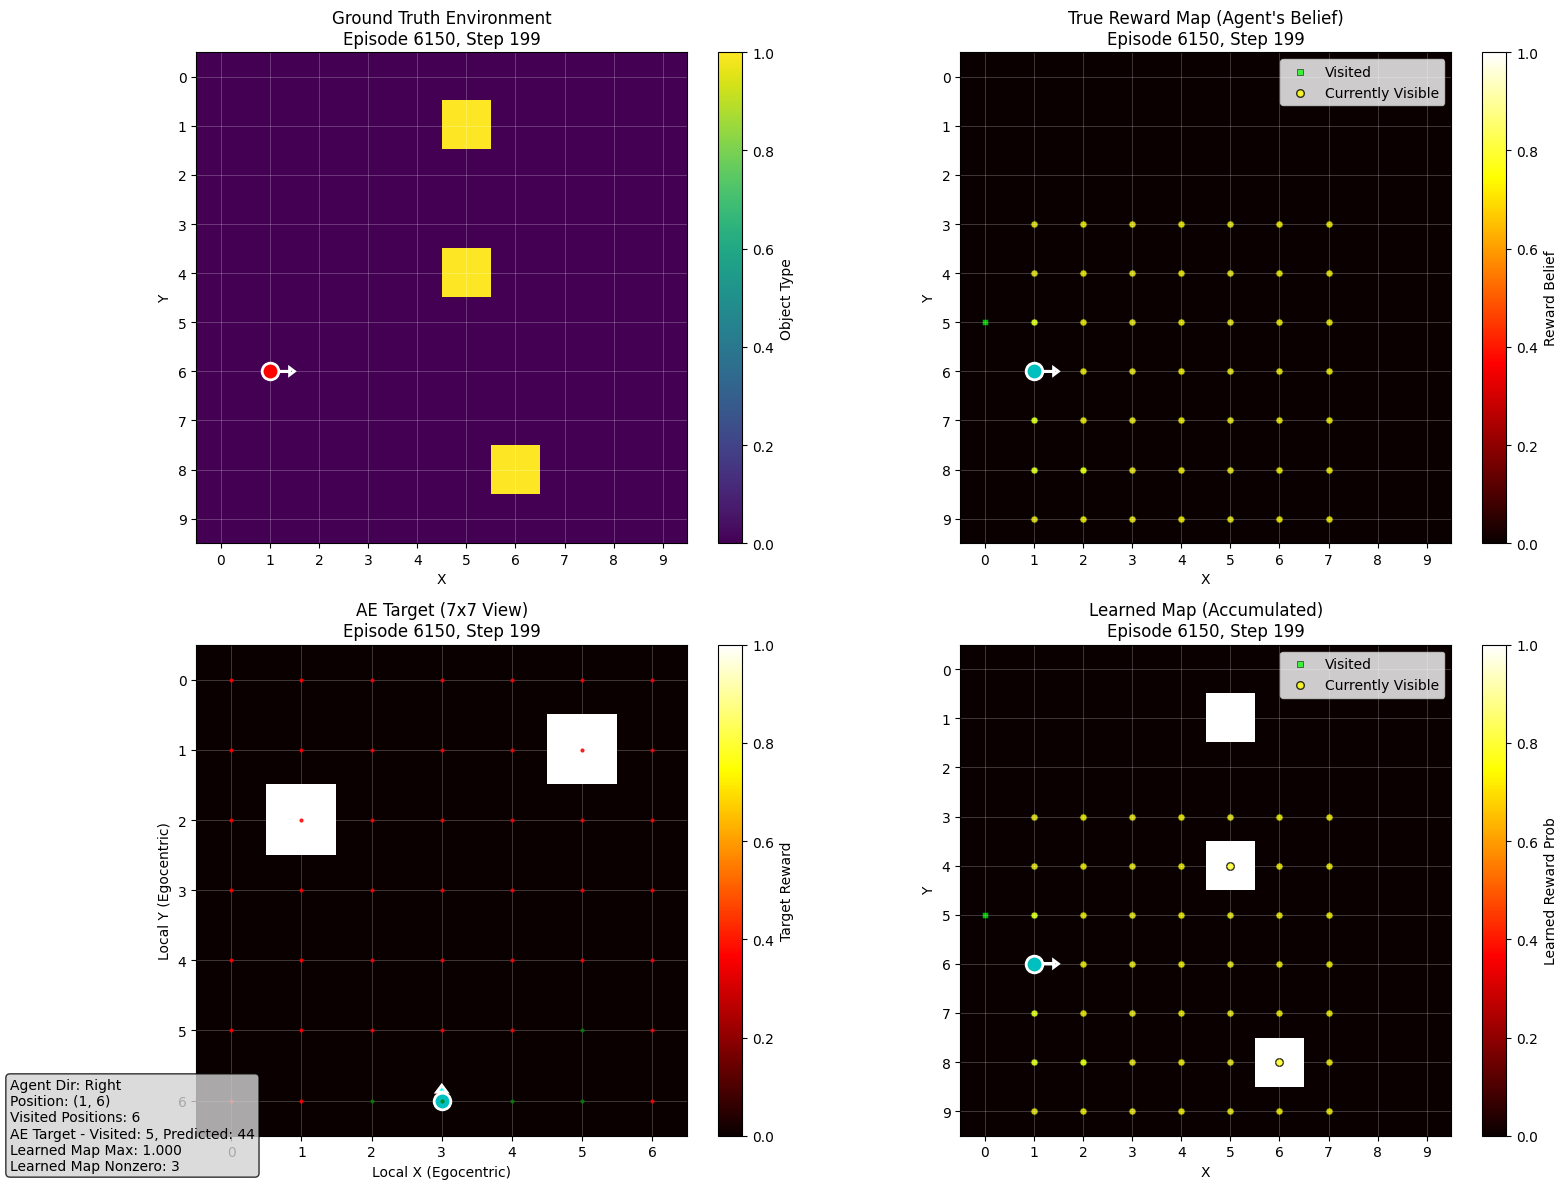 Ground Truth Environment
Episode 6150, Step 199
0
1
2
3
4
5
6
7
8
9
Y
0 1 2 3 4 5 6 7 8 9
X
1.0
0.8
0.6
0.4
0.2
0.0
Object Type
True Reward Map (Agent's Belief)
Episode 6150, Step 199
Visited
Currently Visible
0
1
2
3
4
5
6
7
8
9
Y
0 1 2 3 4 5 6 7 8 9
X
1.0
0.8
0.6
0.4
0.2
0.0
Reward Belief
AE Target (7x7 View)
Episode 6150, Step 199
0
1
2
3
4
5
6
Local Y (Egocentric)
0 1 2 3 4 5 6
Local X (Egocentric)
1.0
0.8
0.6
0.4
0.2
0.0
Target Reward
Agent Dir: Right
Position: (1, 6)
Visited Positions: 6
AE Target - Visited: 5, Predicted: 44
Learned Map Max: 1.000
Learned Map Nonzero: 3
Learned Map (Accumulated)
Episode 6150, Step 199
Visited
Currently Visible
0
1
2
3
4
5
6
7
8
9
Y
0 1 2 3 4 5 6 7 8 9
X
1.0
0.8
0.6
0.4
0.2
0.0
Learned Reward Prob